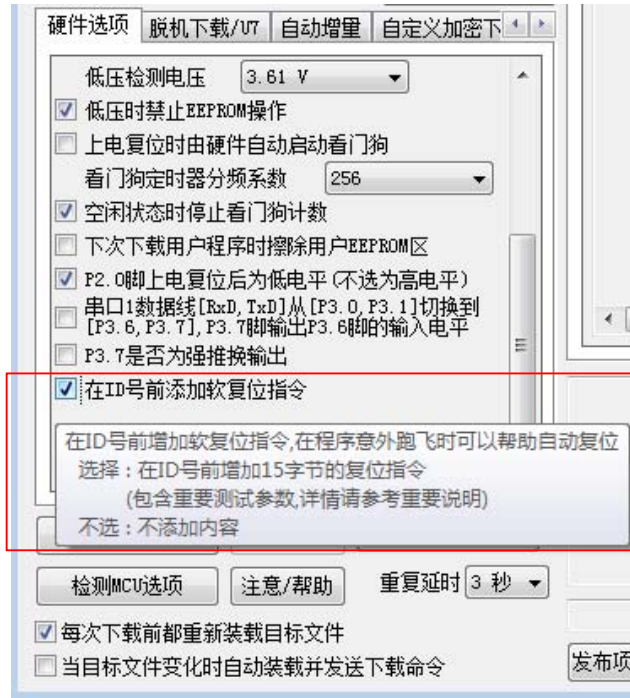 硬件选项 脱机下载/U7 自动增量 自定义加密下
低压检测电压 3.61 V
低压时禁止EEPROM操作
上电复位时由硬件自动启动看门狗
看门狗定时器分频系数 256
空闲状态时停止看门狗计数
下次下载用户程序时擦除用户EEPROM区
P2.0脚上电复位后为低电平(不选为高电平)
串口1数据线[RxD,TxD]从[P3.0,P3.1]切换到
[P3.6,P3.7],P3.7脚输出P3.6脚的输入电平
P3.7是否为强推挽输出
在ID号前添加软复位指令
在ID号前增加软复位指令,在程序意外跑飞时可以帮助自动复位
选择：在ID号前增加15字节的复位指令
(包含重要测试参数,详情请参考重要说明)
不选：不添加内容
检测MCU选项 注意/帮助 重复延时 3 秒
每次下载前都重新装载目标文件
当目标文件变化时自动装载并发送下载命令
发布项